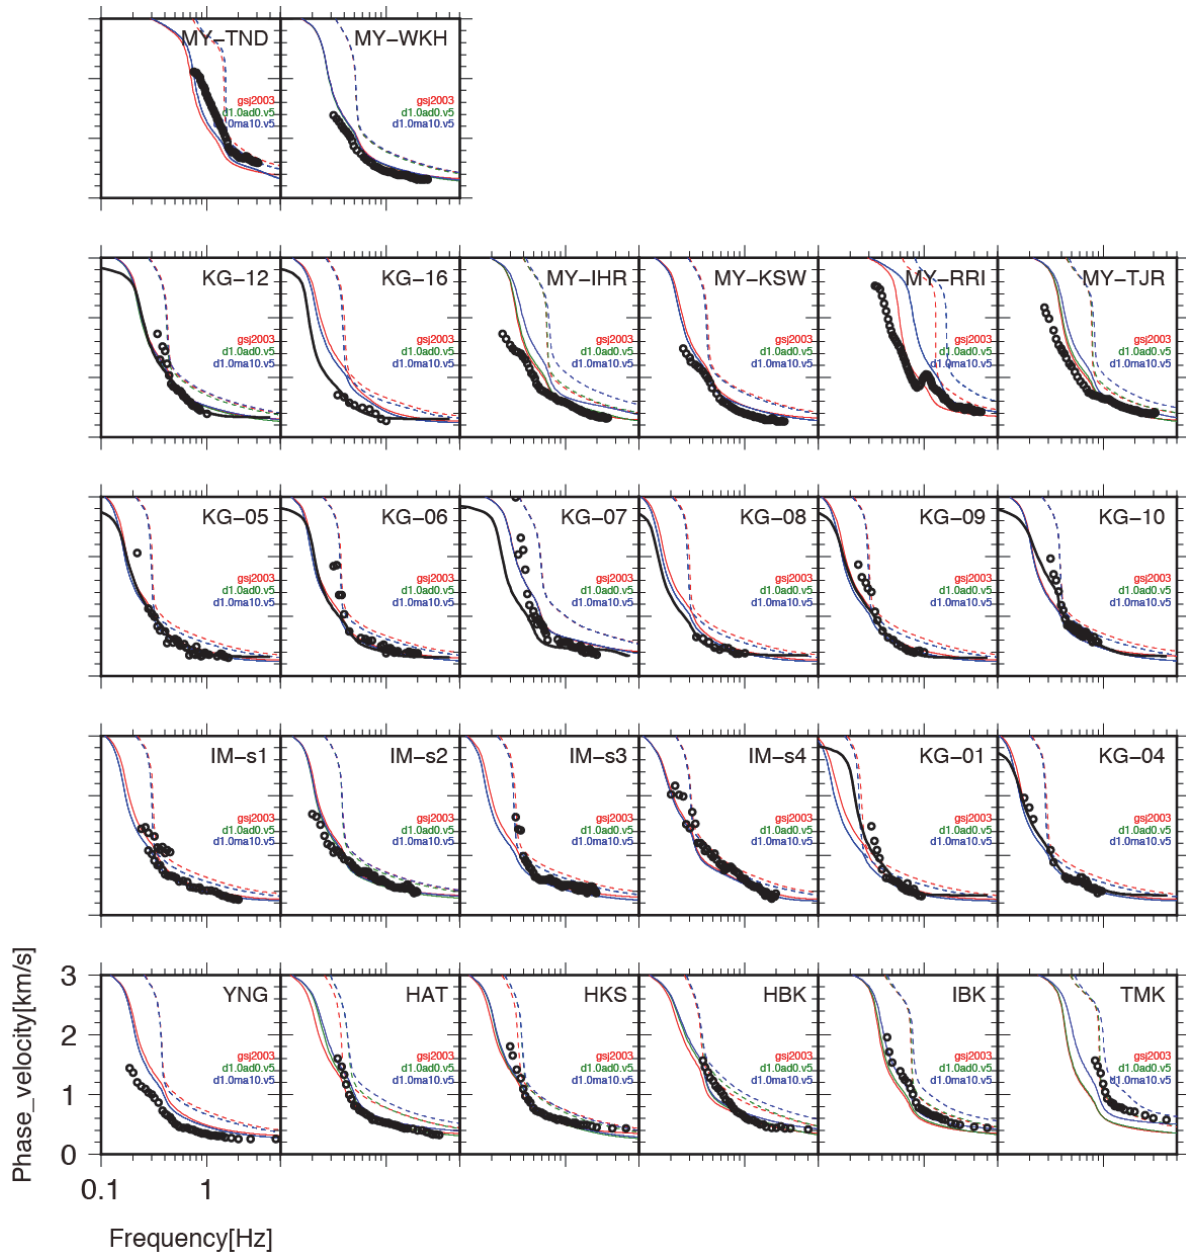 MY-TND
gsj2003
d1.0ad0.v5
d1.0ma10.v5
MY-WKH
gsj2003
d1.0ad0.v5
d1.0ma10.v5
KG-12
gsj2003
d1.0ad0.v5
d1.0ma10.v5
KG-16
gsj2003
d1.0ad0.v5
d1.0ma10.v5
MY-IHR
gsj2003
d1.0ad0.v5
d1.0ma10.v5
MY-KSW
gsj2003
d1.0ad0.v5
d1.0ma10.v5
MY-RRI
gsj2003
d1.0ad0.v5
d1.0ma10.v5
MY-TJR
gsj2003
d1.0ad0.v5
d1.0ma10.v5
KG-05
gsj2003
d1.0ad0.v5
d1.0ma10.v5
KG-06
gsj2003
d1.0ad0.v5
d1.0ma10.v5
KG-07
gsj2003
d1.0ad0.v5
d1.0ma10.v5
KG-08
gsj2003
d1.0ad0.v5
d1.0ma10.v5
KG-09
gsj2003
d1.0ad0.v5
d1.0ma10.v5
KG-10
gsj2003
d1.0ad0.v5
d1.0ma10.v5
IM-s1
gsj2003
d1.0ad0.v5
d1.0ma10.v5
IM-s2
gsj2003
d1.0ad0.v5
d1.0ma10.v5
IM-s3
gsj2003
d1.0ad0.v5
d1.0ma10.v5
IM-s4
gsj2003
d1.0ad0.v5
d1.0ma10.v5
KG-01
gsj2003
d1.0ad0.v5
d1.0ma10.v5
KG-04
gsj2003
d1.0ad0.v5
d1.0ma10.v5
YNG
gsj2003
d1.0ad0.v5
d1.0ma10.v5
HAT
gsj2003
d1.0ad0.v5
d1.0ma10.v5
HKS
gsj2003
d1.0ad0.v5
d1.0ma10.v5
HBK
gsj2003
d1.0ad0.v5
d1.0ma10.v5
IBK
gsj2003
d1.0ad0.v5
d1.0ma10.v5
TMK
gsj2003
d1.0ad0.v5
d1.0ma10.v5
Phase_velocity[km/s]
3
2
1
0
0.1 1
Frequency[Hz]